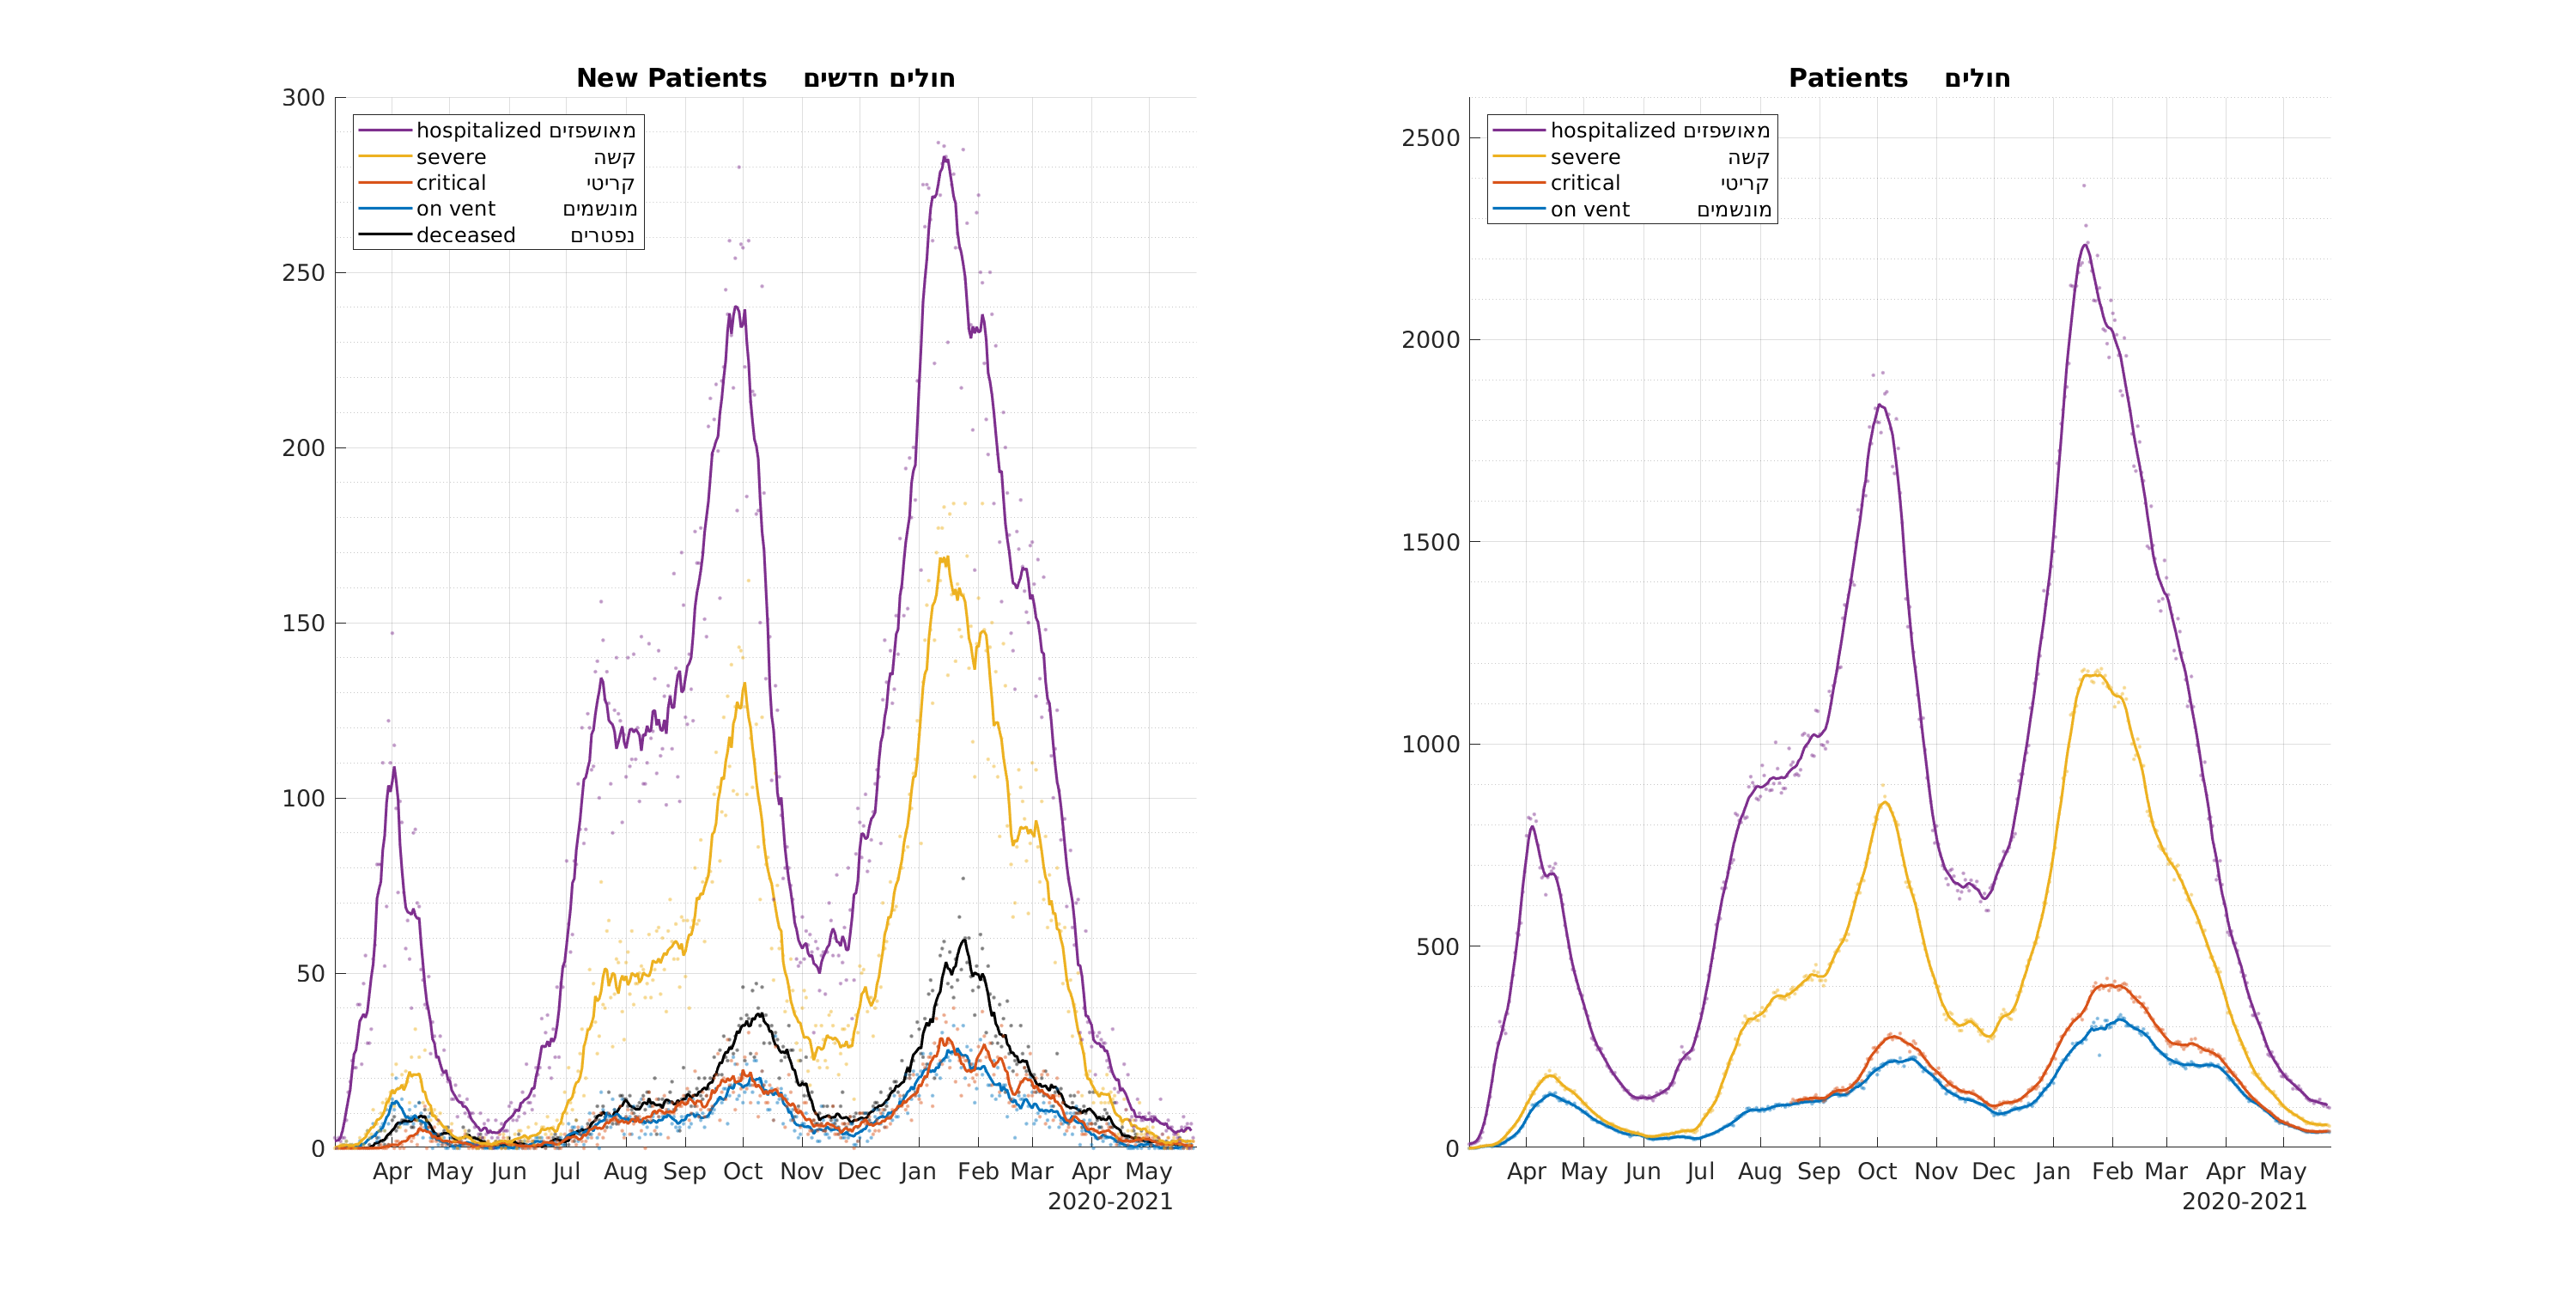 New Patients חולים חדשים
300
250
200
150
100
50
0
hospitalized מאושפזים
severe קשה
critical קריטי
on vent מונשמים
deceased נפטרים
Apr May Jun Jul Aug Sep Oct Nov Dec Jan Feb Mar Apr May
2020-2021
Patients חולים
2500
2000
1500
1000
500
0
hospitalized מאושפזים
severe קשה
critical קריטי
on vent מונשמים
Apr May Jun Jul Aug Sep Oct Nov Dec Jan Feb Mar Apr May
2020-2021